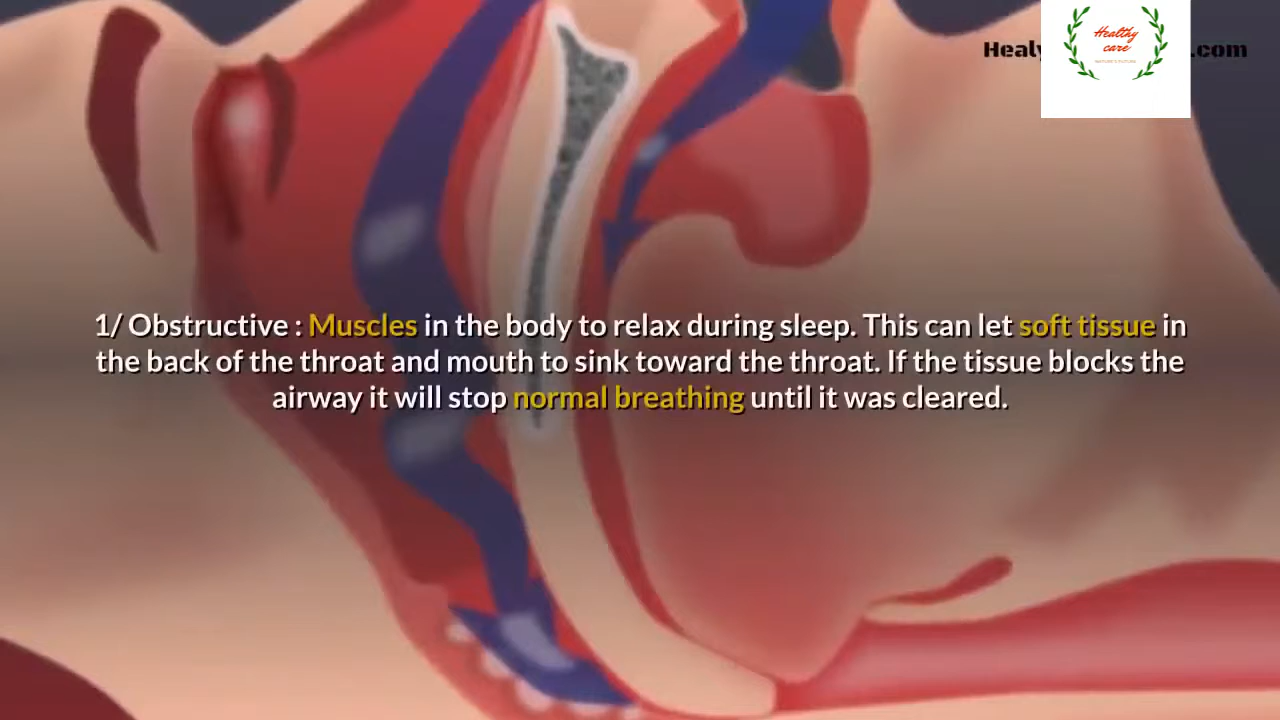 Healthy
care
NATURE'S FUTURE
.com
1/ Obstructive : Muscles in the body to relax during sleep. This can let soft tissue in
the back of the throat and mouth to sink toward the throat. If the tissue blocks the
airway it will stop normal breathing until it was cleared.